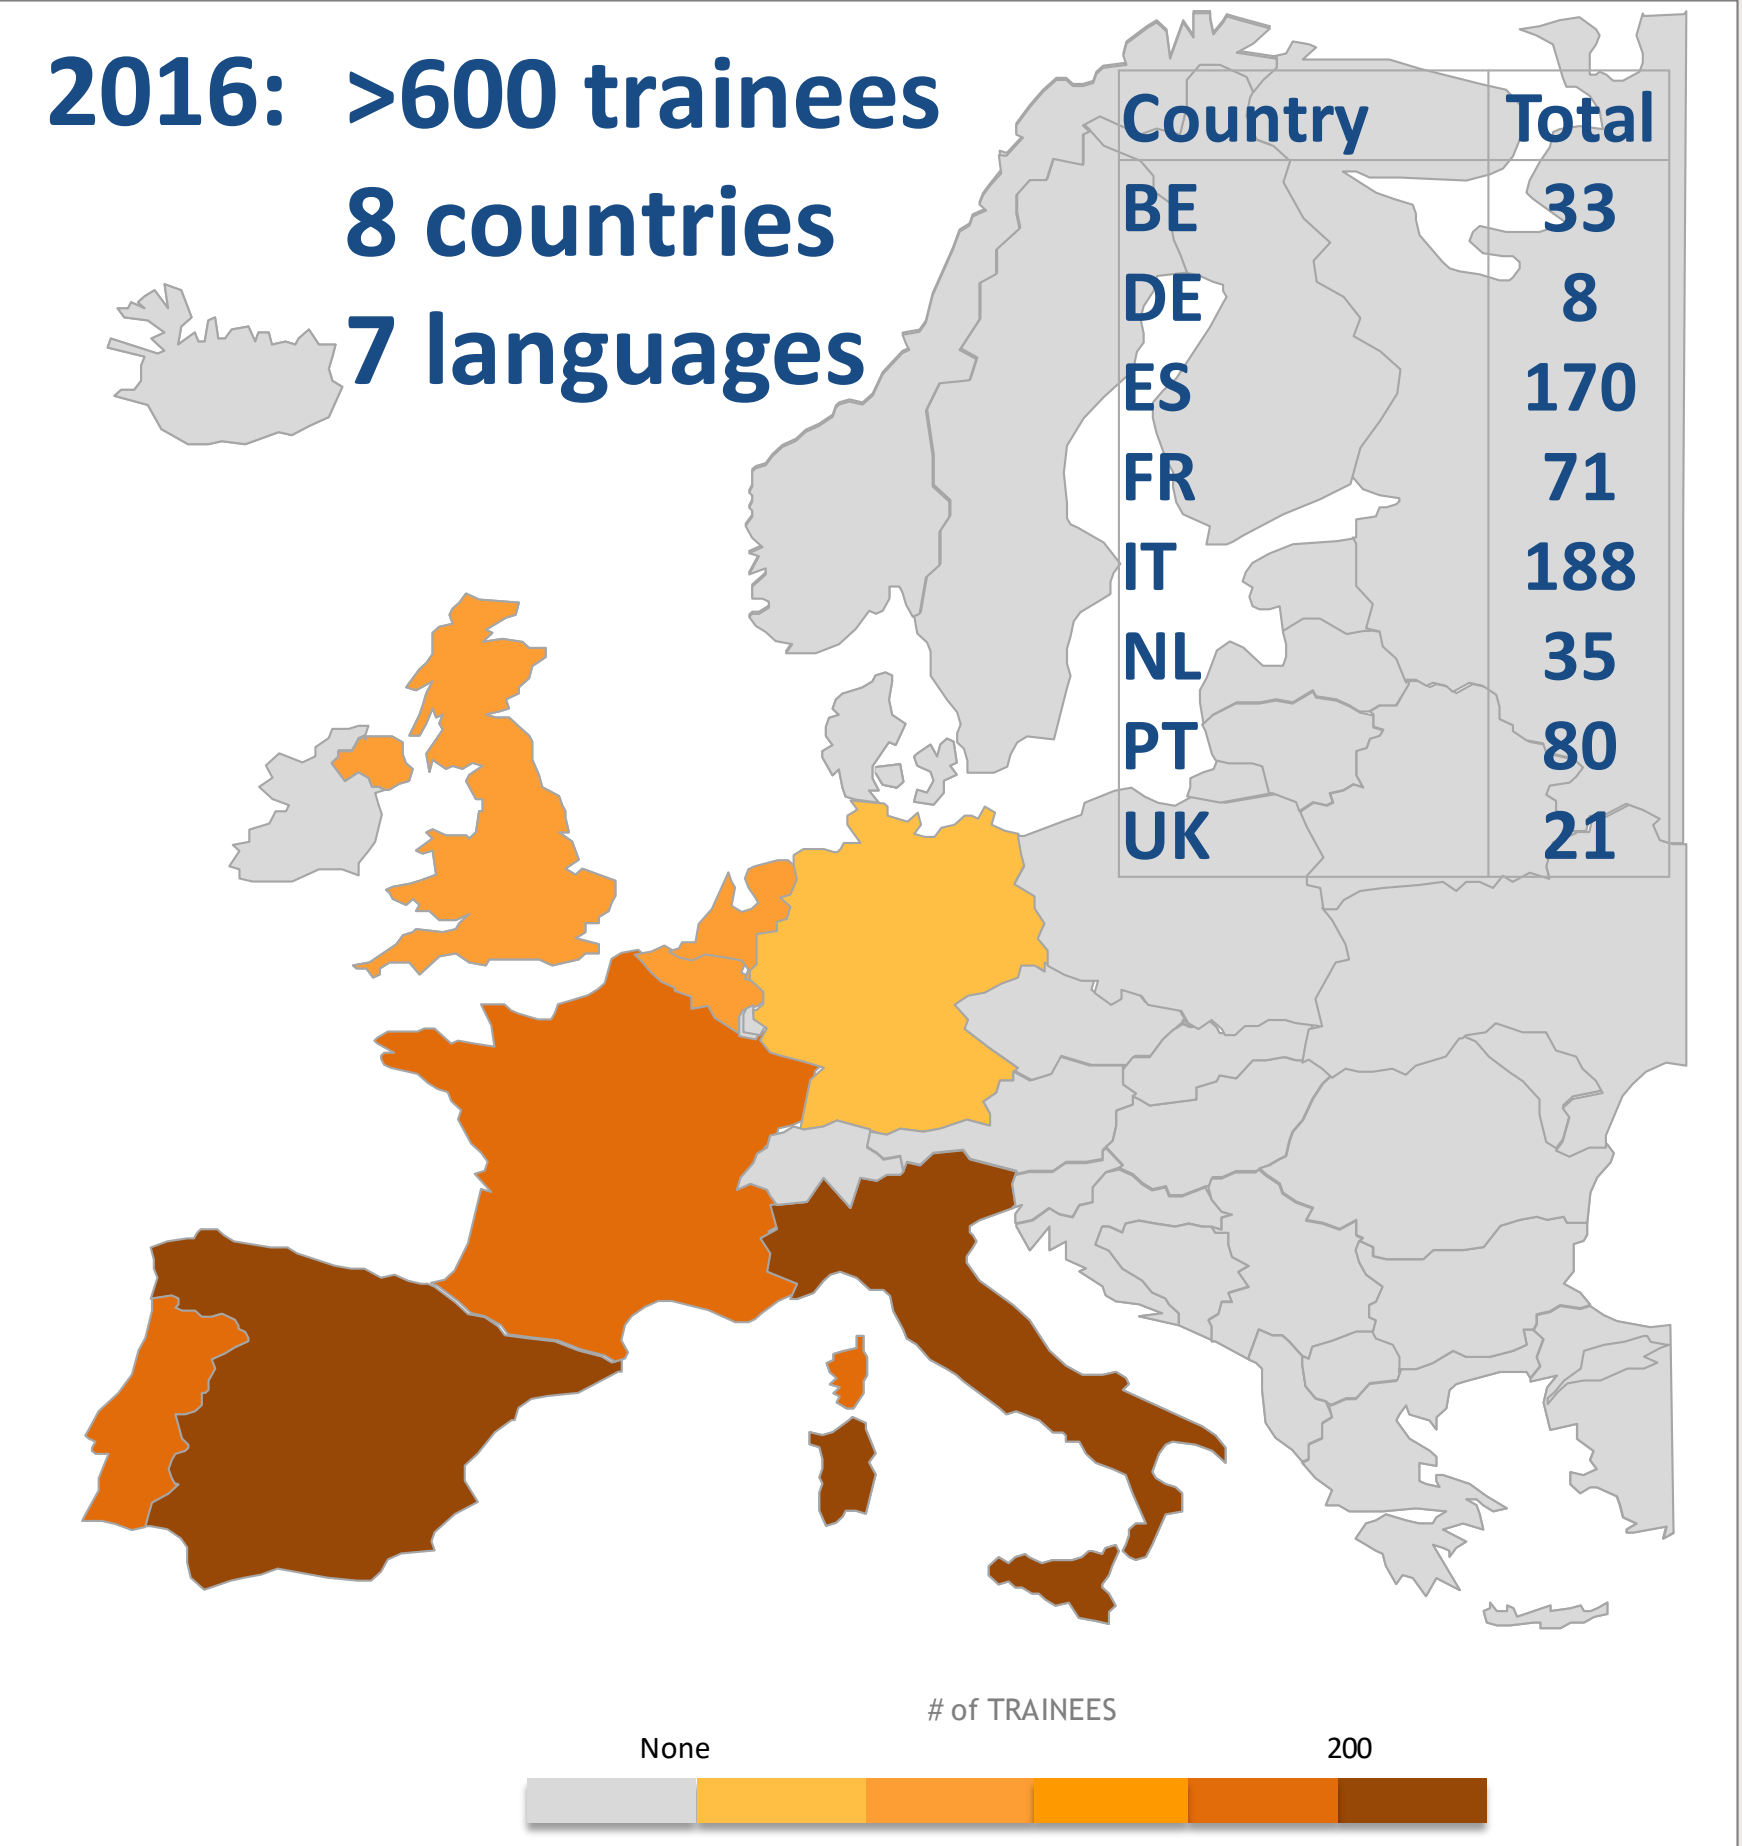 2016: >600 trainees
8 countries
7 languages
Country Total
BE 33
DE 8
ES 170
FR 71
IT 188
NL 35
PT 80
UK 21
# of TRAINEES
None 200